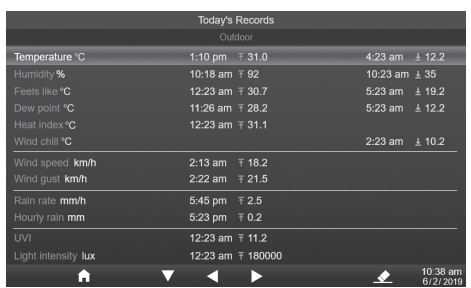 Today's Records
Outdoor
Temperature °C 1:10 pm 31.0 4:23 am 12.2
Humidity % 10:18 am 92 10:23 am 35
Feels like °C 12:23 am 30.7 5:23 am 19.2
Dew point °C 11:26 am 28.2 5:23 am 12.2
Heat index °C 12:23 am 31.1
Wind chill °C 2:23 am 10.2
Wind speed km/h 2:13 am 18.2
Wind gust km/h 2:22 am 21.5
Rain rate mm/h 5:45 pm 2.5
Hourly rain mm 5:23 pm 0.2
UVI 12:23 am 11.2
Light intensity lux 12:23 am 180000
10:38 am
6/2/2019